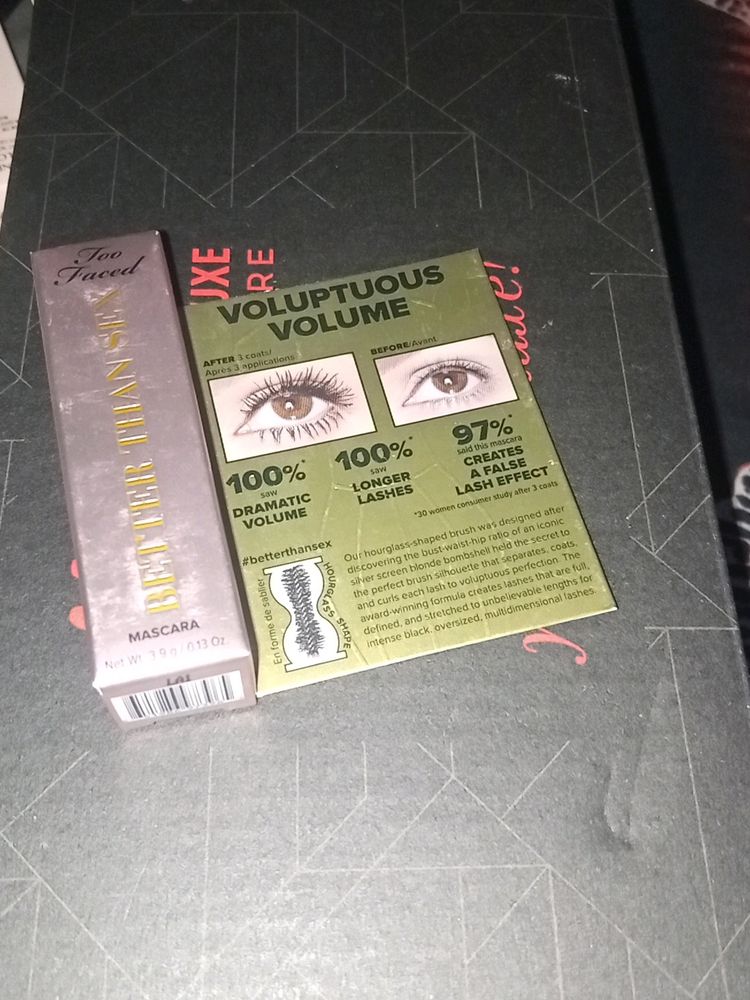 Too
Faced
BETTER THAN SEX
MASCARA
Net Wt. 3.9 g / 0.13 Oz.
VOLUPTUOUS
VOLUME
AFTER 3 coats/
Après 3 applications
BEFORE/Avant
100%*
saw
DRAMATIC
VOLUME
100%*
saw
LONGER
LASHES
97%*
said this mascara
CREATES
A FALSE
LASH EFFECT
*30 women consumer study after 3 coats
#betterthansex
En forme de sablier
HOURGLASS SHAPE
Our hourglass-shaped brush was designed after
discovering the bust-waist-hip ratio of an iconic
silver screen blonde bombshell held the secret to
the perfect brush silhouette that separates, coats,
and curls each lash to voluptuous perfection. The
award-winning formula creates lashes that are full,
defined, and stretched to unbelievable lengths for
intense black, oversized, multidimensional lashes.